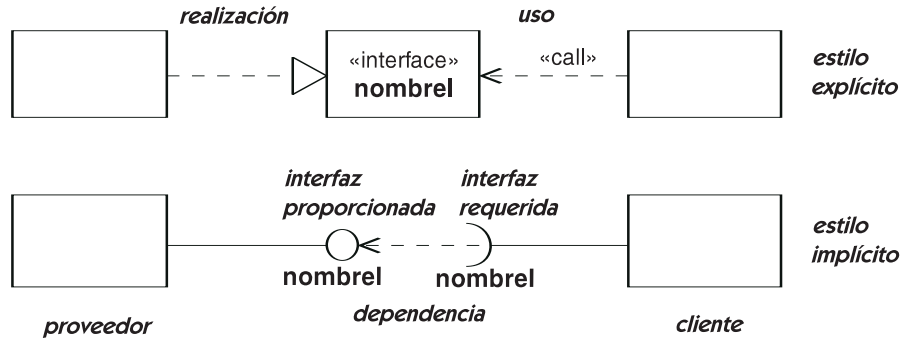 realización
uso
«interface»
nombreI
«call»
estilo
explícito
interfaz
proporcionada
interfaz
requerida
estilo
implícito
nombreI
nombreI
dependencia
proveedor
cliente